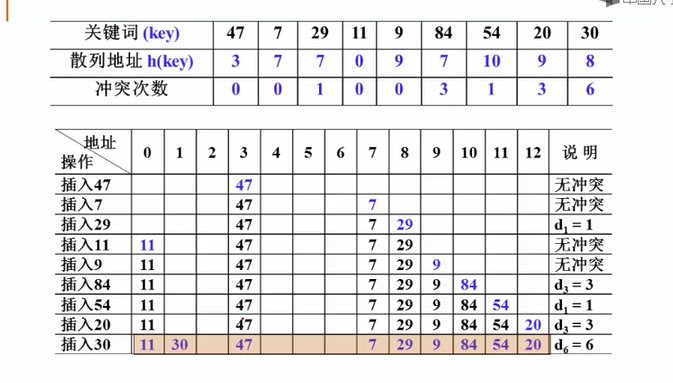 关键词 (key) 47 7 29 11 9 84 54 20 30
散列地址 h(key) 3 7 7 0 9 7 10 9 8
冲突次数 0 0 1 0 0 3 1 3 6
地址
操作 0 1 2 3 4 5 6 7 8 9 10 11 12 说 明
插入47 47 无冲突
插入7 47 7 无冲突
插入29 47 7 29 d₁ = 1
插入11 11 47 7 29 无冲突
插入9 11 47 7 29 9 无冲突
插入84 11 47 7 29 9 84 d₃ = 3
插入54 11 47 7 29 9 84 54 d₁ = 1
插入20 11 47 7 29 9 84 54 20 d₃ = 3
插入30 11 30 47 7 29 9 84 54 20 d₆ = 6